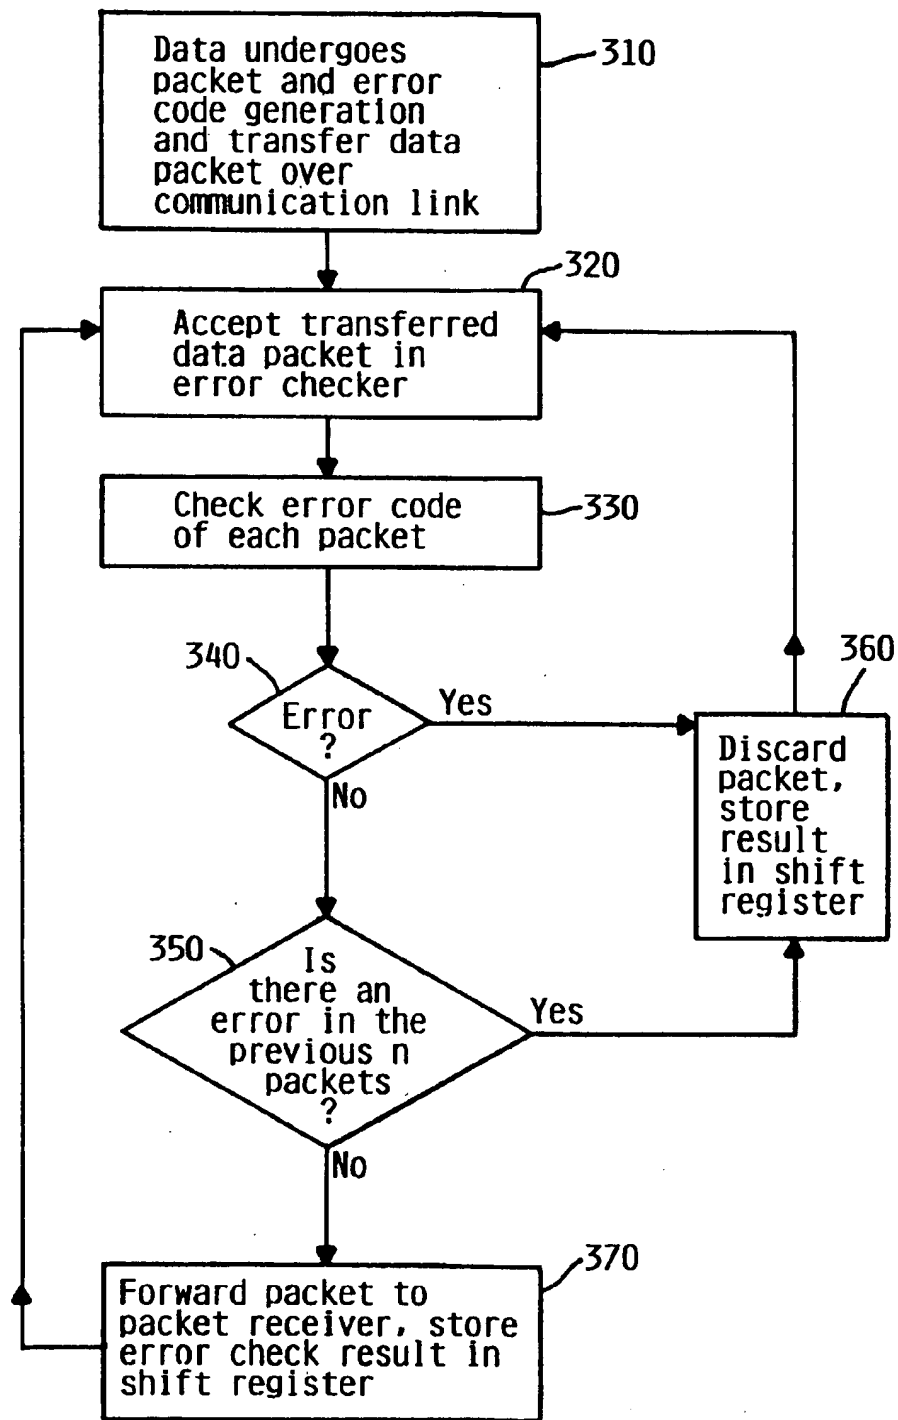 Data undergoes
packet and error
code generation
and transfer data
packet over
communication link
310
320
Accept transferred
data packet in
error checker
Check error code
of each packet
330
340
Error
?
Yes
No
360
Discard
packet,
store
result
in shift
register
350
Is
there an
error in the
previous n
packets
?
Yes
No
370
Forward packet to
packet receiver, store
error check result in
shift register